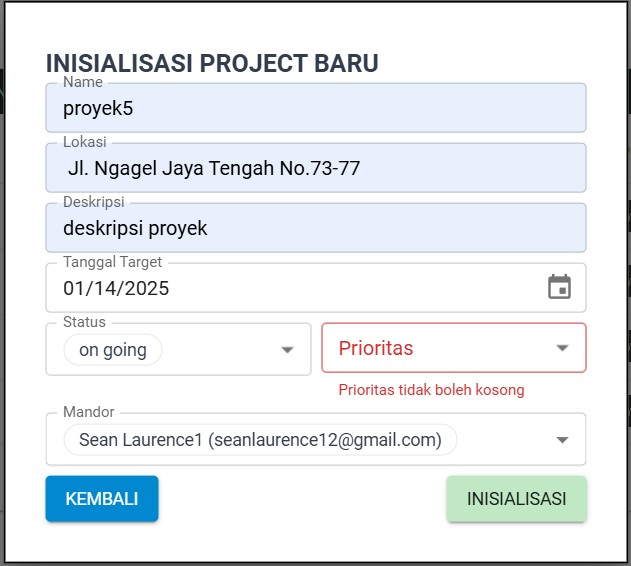 INISIALISASI PROJECT BARU
Name
proyek5
Lokasi
Jl. Ngagel Jaya Tengah No.73-77
Deskripsi
deskripsi proyek
Tanggal Target
01/14/2025
Status
on going
Prioritas
Prioritas tidak boleh kosong
Mandor
Sean Laurence1 (seanlaurence12@gmail.com)
KEMBALI
INISIALISASI